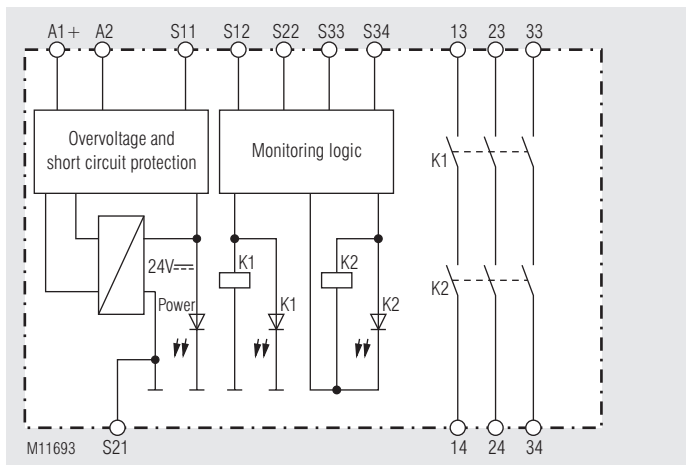 A1+ A2 S11 S12 S22 S33 S34 13 23 33
Overvoltage and
short circuit protection
Monitoring logic
K1
24V
K1
K2
K2
Power
K1
K2
M11693
S21
14 24 34